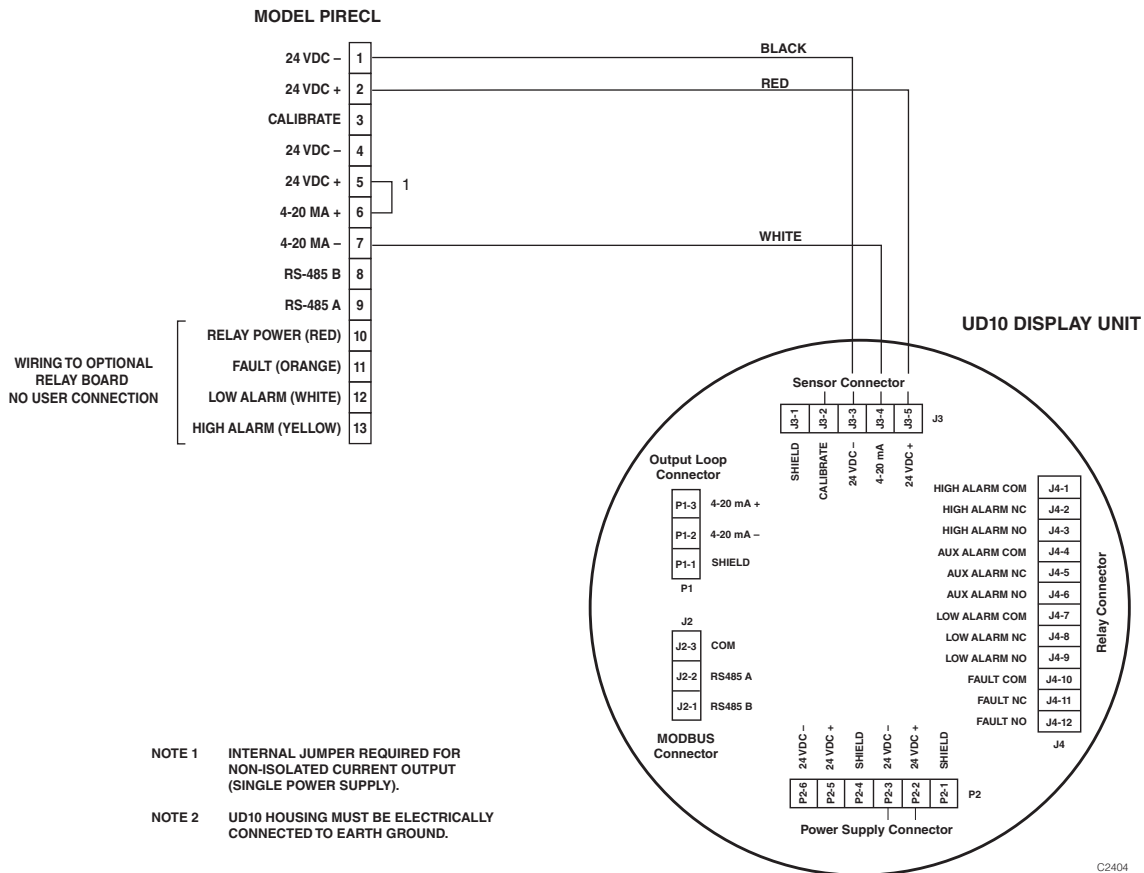 MODEL PIRECL
24 VDC – 1
24 VDC + 2
CALIBRATE 3
24 VDC – 4
24 VDC + 5
1
4-20 MA + 6
4-20 MA – 7
RS-485 B 8
RS-485 A 9
RELAY POWER (RED) 10
FAULT (ORANGE) 11
LOW ALARM (WHITE) 12
HIGH ALARM (YELLOW) 13
WIRING TO OPTIONAL
RELAY BOARD
NO USER CONNECTION
BLACK
RED
WHITE
UD10 DISPLAY UNIT
Sensor Connector
J3-1 J3-2 J3-3 J3-4 J3-5 J3
SHIELD
CALIBRATE
24 VDC –
4-20 mA
24 VDC +
Output Loop
Connector
P1-3 4-20 mA +
P1-2 4-20 mA –
P1-1 SHIELD
P1
J2
J2-3 COM
J2-2 RS485 A
J2-1 RS485 B
MODBUS
Connector
HIGH ALARM COM J4-1
HIGH ALARM NC J4-2
HIGH ALARM NO J4-3
AUX ALARM COM J4-4
AUX ALARM NC J4-5
AUX ALARM NO J4-6
LOW ALARM COM J4-7
LOW ALARM NC J4-8
LOW ALARM NO J4-9
FAULT COM J4-10
FAULT NC J4-11
FAULT NO J4-12
J4
Relay Connector
24 VDC –
24 VDC +
SHIELD
24 VDC –
24 VDC +
SHIELD
P2-6 P2-5 P2-4 P2-3 P2-2 P2-1 P2
Power Supply Connector
NOTE 1 INTERNAL JUMPER REQUIRED FOR
NON-ISOLATED CURRENT OUTPUT
(SINGLE POWER SUPPLY).
NOTE 2 UD10 HOUSING MUST BE ELECTRICALLY
CONNECTED TO EARTH GROUND.
C2404